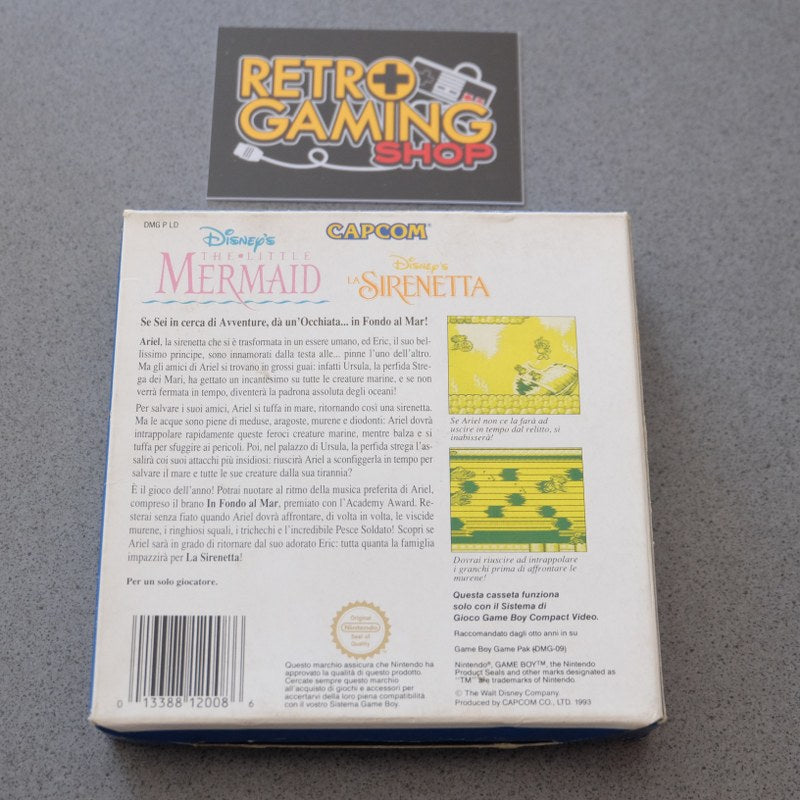 RETRO
GAMING
SHOP
DMG P LD
Disney's
THE LITTLE
MERMAID
CAPCOM®
Disney's
LA SIRENETTA
Se Sei in cerca di Avventure, dà un'Occhiata... in Fondo al Mar!
Ariel, la sirenetta che si è trasformata in un essere umano, ed Eric, il suo bel-
lissimo principe, sono innamorati dalla testa alle... pinne l'uno dell'altro.
Ma gli amici di Ariel si trovano in grossi guai: infatti Ursula, la perfida Stre-
ga dei Mari, ha gettato un incantesimo su tutte le creature marine, e se non
verrà fermata in tempo, diventerà la padrona assoluta degli oceani!
Per salvare i suoi amici, Ariel si tuffa in mare, ritornando così una sirenetta.
Ma le acque sono piene di meduse, aragoste, murene e diodonti: Ariel dovrà
intrappolare rapidamente questi feroci creature marine, mentre balza e si
tuffa per sfuggire ai pericoli. Poi, nel palazzo di Ursula, la perfida strega l'as-
salirà coi suoi attacchi più insidiosi: riuscirà Ariel a sconfiggerla in tempo per
salvare il mare e tutte le sue creature dalla sua tirannia?
È il gioco dell'anno! Potrai nuotare al ritmo della musica preferita di Ariel,
compreso il brano In Fondo al Mar, premiato con l'Academy Award. Re-
sterai senza fiato quando Ariel dovrà affrontare, di volta in volta, le viscide
murene, i ringhiosi squali, i trichechi e l'incredibile Pesce Soldato! Scopri se
Ariel sarà in grado di ritornare dal suo adorato Eric: tutta quanta la famiglia
impazzirà per La Sirenetta!
Per un solo giocatore.
Se Ariel non ce la farà ad
uscire in tempo dal relitto, si
inabisserà!
Dovrai riuscire ad intrappolare
i granchi prima di affrontare le
murene!
Questa casseta funziona
solo con il Sistema di
Gioco Game Boy Compact Video.
Raccomandato dagli otto anni in su
Game Boy Game Pak (DMG-09)
Nintendo®, GAME BOY™, the Nintendo
Product Seals and other marks designated as
"TM" are trademarks of Nintendo.
© The Walt Disney Company.
Produced by CAPCOM CO., LTD. 1993
0 13388 12008 6
Original
Nintendo
Seal of
Quality
Questo marchio assicura che Nintendo ha
approvato la qualità di questo prodotto.
Cercate sempre questo marchio
all'acquisto di giochi e accessori per
accertarvi della loro piena compatibilità
con il vostro Sistema Game Boy.